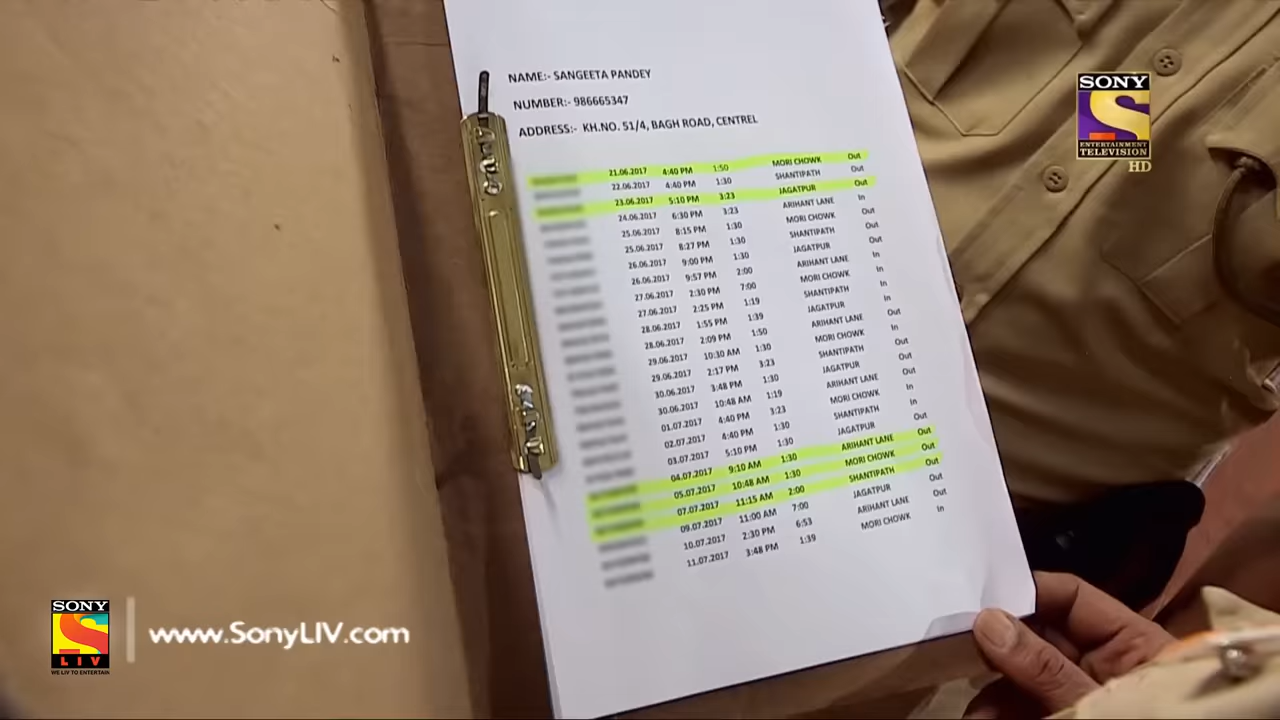 SONY
ENTERTAINMENT
TELEVISION
HD
NAME:- SANGEETA PANDEY
NUMBER:- 986665347
ADDRESS:- KH.NO. 51/4, BAGH ROAD, CENTREL
21.06.2017 4:40 PM 1:50 MORI CHOWK Out
22.06.2017 4:40 PM 1:30 SHANTIPATH Out
23.06.2017 5:10 PM 3:23 JAGATPUR Out
24.06.2017 6:30 PM 3:23 ARIHANT LANE In
25.06.2017 8:15 PM 1:30 MORI CHOWK Out
25.06.2017 8:27 PM 1:30 SHANTIPATH Out
26.06.2017 9:00 PM 1:30 JAGATPUR Out
26.06.2017 9:57 PM 2:00 ARIHANT LANE In
27.06.2017 2:30 PM 7:00 MORI CHOWK In
27.06.2017 2:25 PM 1:19 SHANTIPATH In
28.06.2017 1:55 PM 1:39 JAGATPUR In
28.06.2017 2:09 PM 1:50 ARIHANT LANE Out
29.06.2017 10:30 AM 1:30 MORI CHOWK In
29.06.2017 2:17 PM 3:23 SHANTIPATH Out
30.06.2017 3:48 PM 1:30 JAGATPUR Out
30.06.2017 10:48 AM 1:19 ARIHANT LANE Out
01.07.2017 4:40 PM 3:23 MORI CHOWK In
02.07.2017 4:40 PM 1:30 SHANTIPATH In
03.07.2017 5:10 PM 1:30 JAGATPUR Out
04.07.2017 9:10 AM 1:30 ARIHANT LANE Out
05.07.2017 10:48 AM 1:30 MORI CHOWK Out
07.07.2017 11:15 AM 2:00 SHANTIPATH Out
09.07.2017 11:00 AM 7:00 JAGATPUR Out
10.07.2017 2:30 PM 6:53 ARIHANT LANE Out
11.07.2017 3:48 PM 1:39 MORI CHOWK In
SONY
LIV
WE LIV TO ENTERTAIN
www.SonyLIV.com